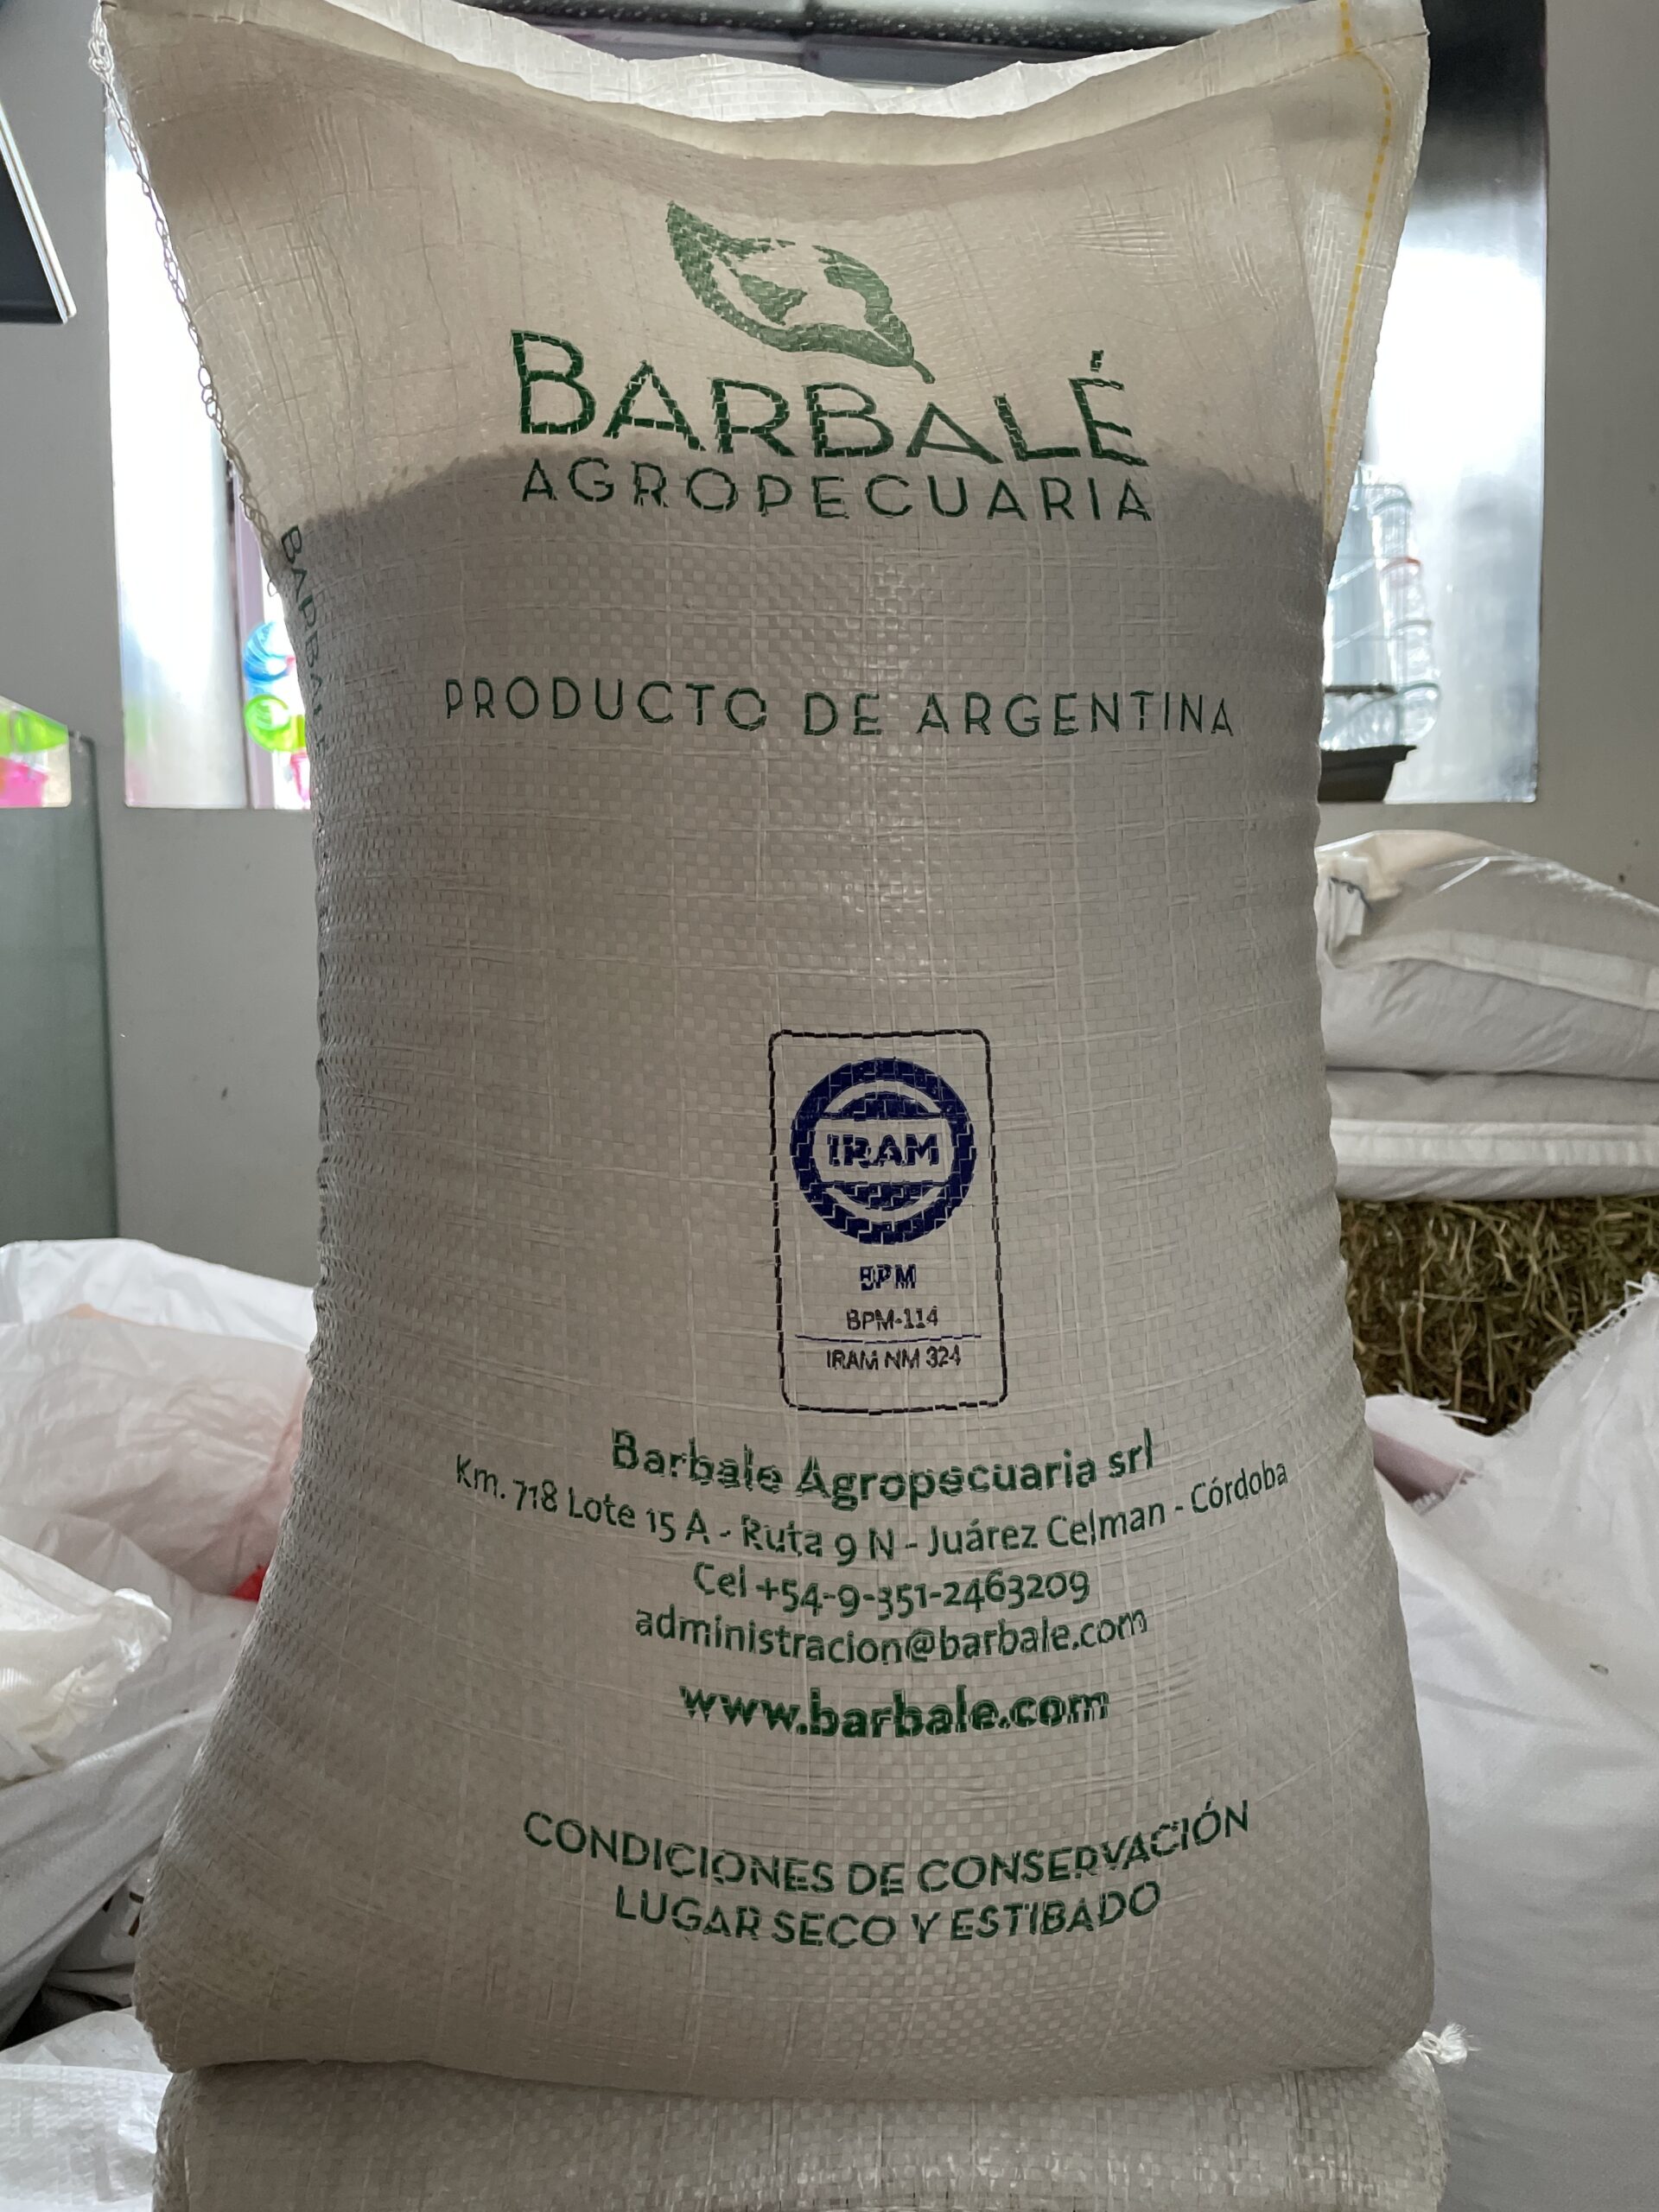 BARBALÉ
AGROPECUARIA
BARBALÉ
PRODUCTO DE ARGENTINA
IRAM
BPM
BPM-114
IRAM NM 324
Barbale Agropecuaria srl
Km. 718 Lote 15 A - Ruta 9 N - Juárez Celman - Córdoba
Cel +54-9-351-2463209
administracion@barbale.com
www.barbale.com
CONDICIONES DE CONSERVACIÓN
LUGAR SECO Y ESTIBADO